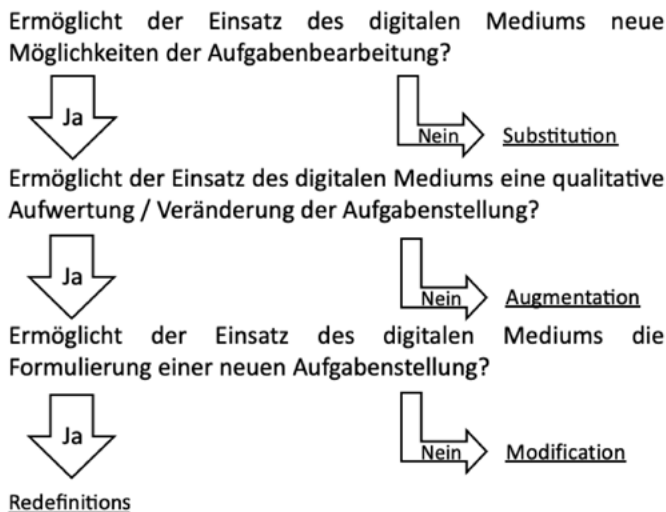 Ermöglicht der Einsatz des digitalen Mediums neue
Möglichkeiten der Aufgabenbearbeitung?
Ja
Nein
Substitution
Ermöglicht der Einsatz des digitalen Mediums eine qualitative
Aufwertung / Veränderung der Aufgabenstellung?
Ja
Nein
Augmentation
Ermöglicht der Einsatz des digitalen Mediums die
Formulierung einer neuen Aufgabenstellung?
Ja
Nein
Modification
Redefinitions